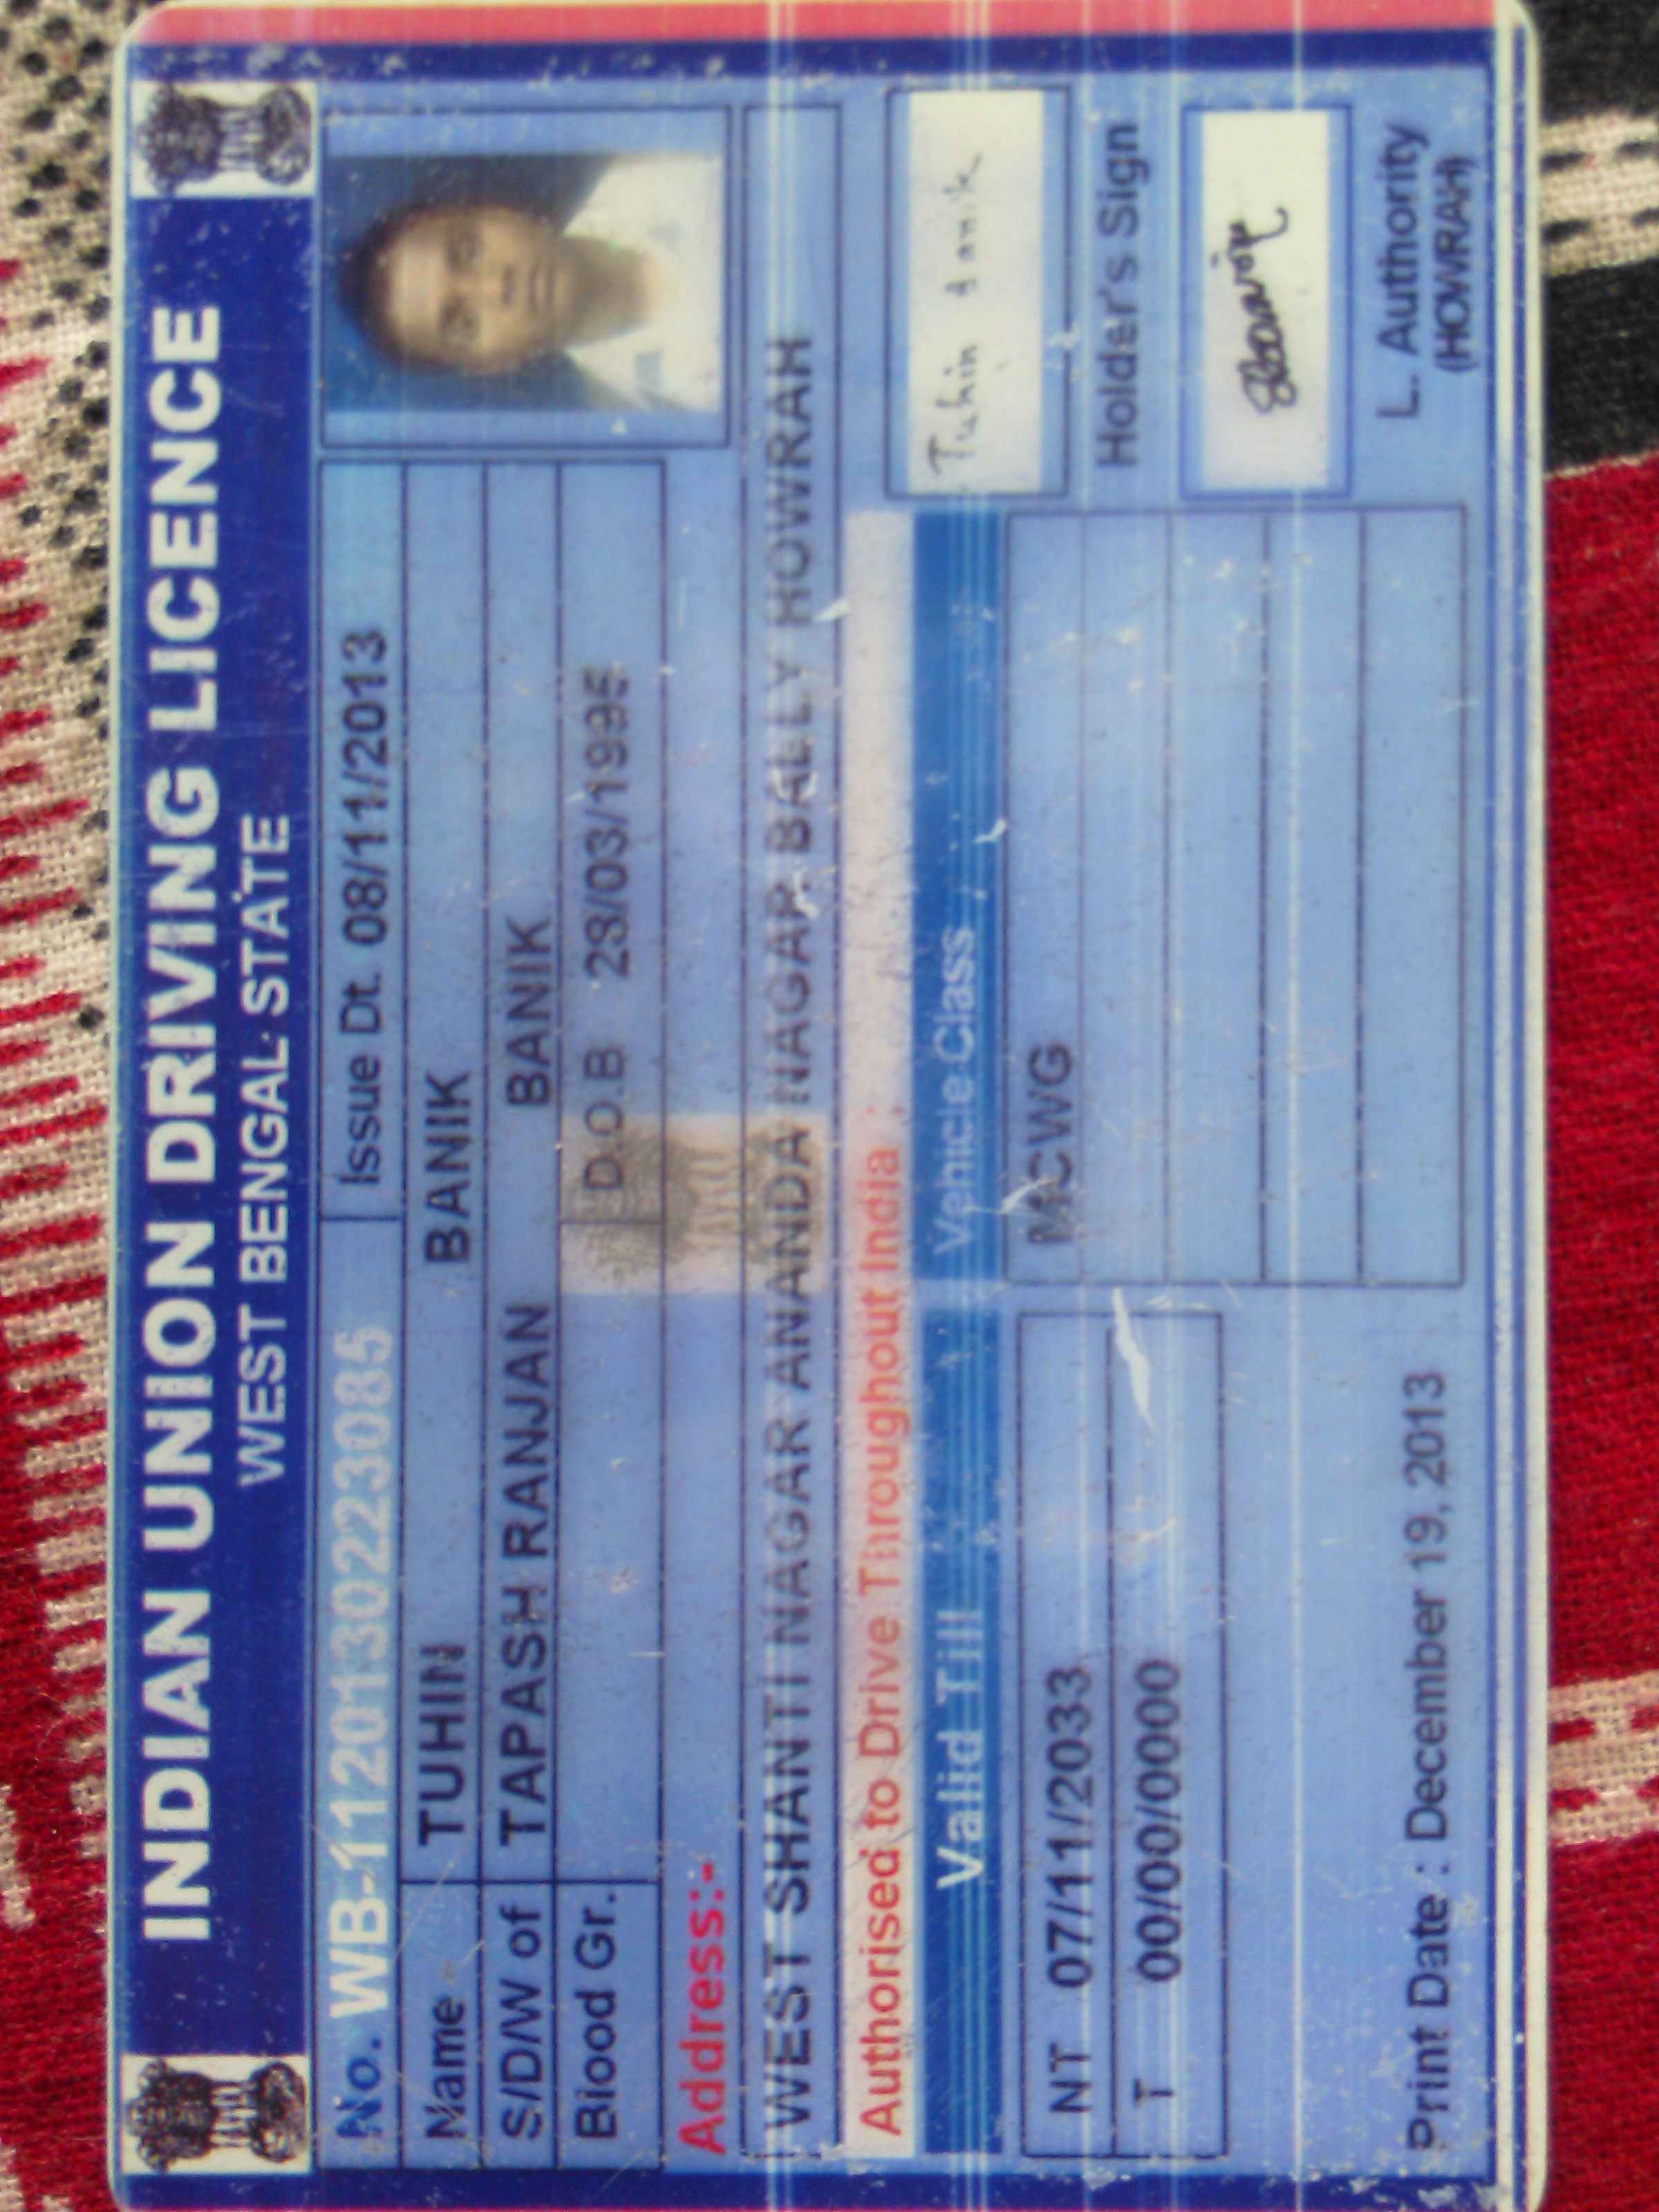 INDIAN UNION DRIVING LICENCE
WEST BENGAL STATE
No. WB-1120130223085 Issue Dt. 08/11/2013
Name TUHIN BANIK
S/D/W of TAPASH RANJAN BANIK
Blood Gr. D.O.B 28/03/1995
Address:-
WEST SHANTI NAGAR ANANDA NAGAR BALLY HOWRAH
Authorised to Drive Throughout India :
Valid Till Vehicle Class
NT 07/11/2033 MCWG
T 00/00/0000
Tuhin Banik
Holder's Sign
L. Authority
(HOWRAH)
Print Date : December 19, 2013